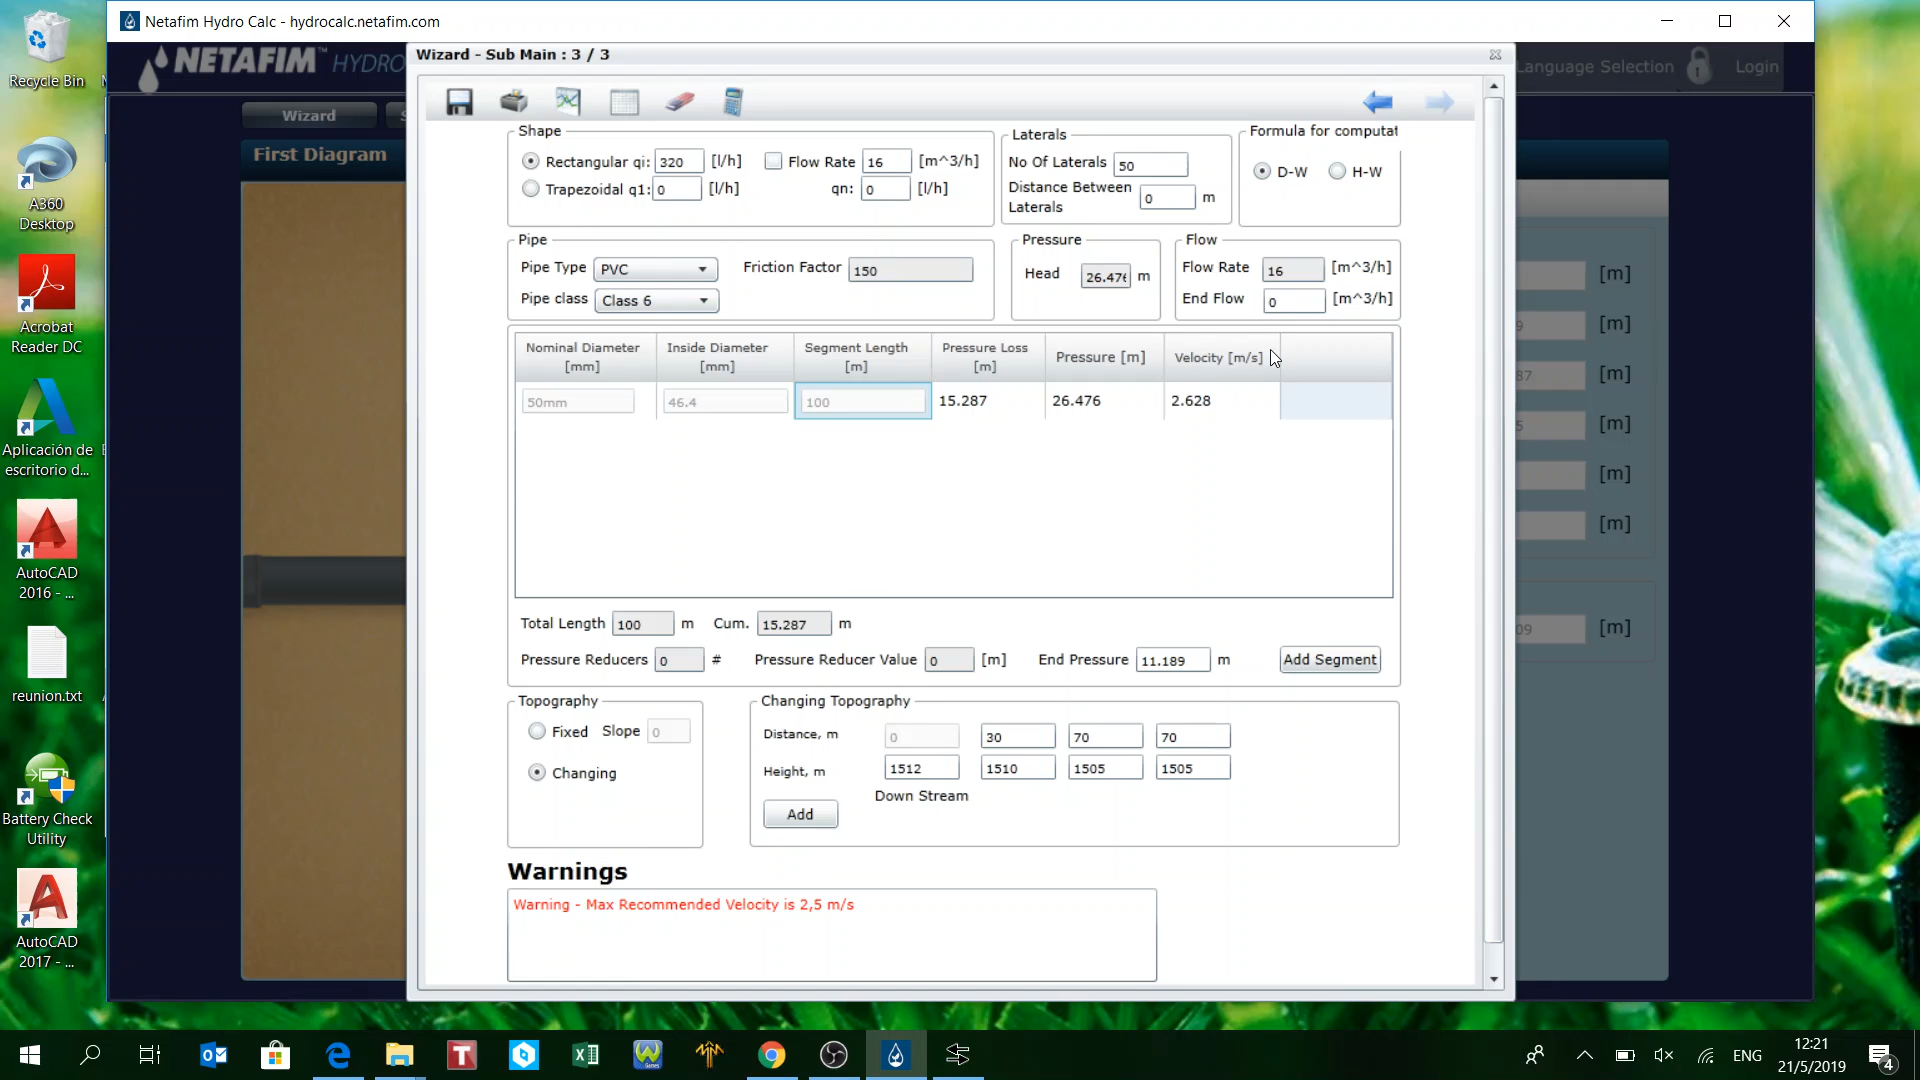 Netafim Hydro Calc - hydrocalc.netafim.com
Recycle Bin
A360 Desktop
Acrobat Reader DC
Aplicación de escritorio d...
AutoCAD 2016 - ...
reunion.txt
Battery Check Utility
AutoCAD 2017 - ...
NETAFIM™ HYDRO
Language Selection
Login
Wizard
First Diagram
[m]
[m]
[m]
[m]
[m]
[m]
[m]
Wizard - Sub Main : 3 / 3
Shape
Rectangular qi: 320 [l/h] Flow Rate 16 [m^3/h]
Trapezoidal q1: 0 [l/h] qn: 0 [l/h]
Laterals
No Of Laterals 50
Distance Between Laterals 0 m
Formula for computat
D-W H-W
Pipe
Pipe Type PVC Friction Factor 150
Pipe class Class 6
Pressure
Head 26.476 m
Flow
Flow Rate 16 [m^3/h]
End Flow 0 [m^3/h]
Nominal Diameter [mm] Inside Diameter [mm] Segment Length [m] Pressure Loss [m] Pressure [m] Velocity [m/s]
50mm 46.4 100 15.287 26.476 2.628
Total Length 100 m Cum. 15.287 m
Pressure Reducers 0 # Pressure Reducer Value 0 [m] End Pressure 11.189 m Add Segment
Topography
Fixed Slope 0
Changing
Changing Topography
Distance, m 0 30 70 70
Height, m 1512 1510 1505 1505
Down Stream
Add
Warnings
Warning - Max Recommended Velocity is 2,5 m/s
ENG
12:21
21/5/2019
4